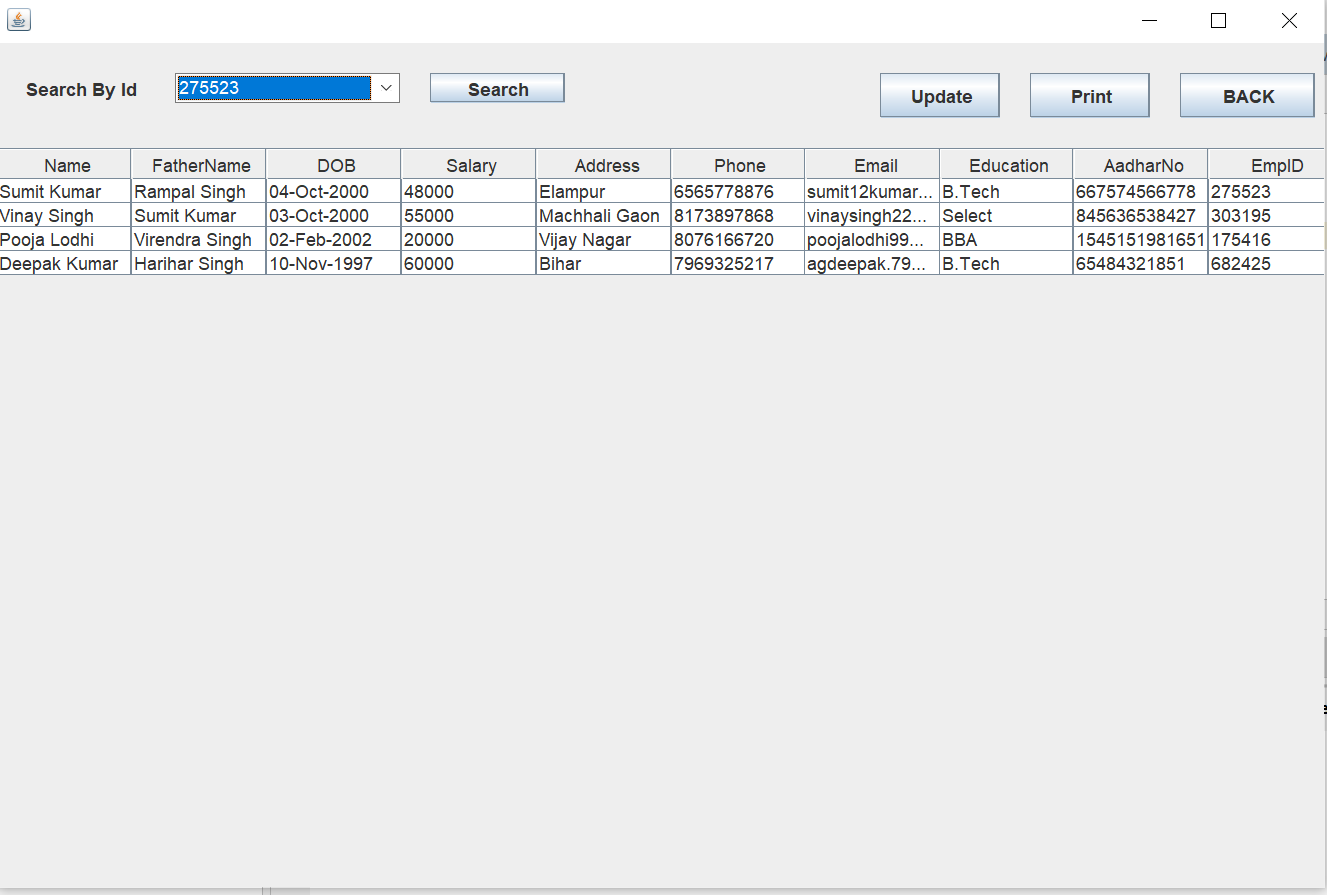 Search By Id 275523 Search Update Print BACK
Name FatherName DOB Salary Address Phone Email Education AadharNo EmpID
Sumit Kumar Rampal Singh 04-Oct-2000 48000 Elampur 6565778876 sumit12kumar... B.Tech 667574566778 275523
Vinay Singh Sumit Kumar 03-Oct-2000 55000 Machhali Gaon 8173897868 vinaysingh22... Select 845636538427 303195
Pooja Lodhi Virendra Singh 02-Feb-2002 20000 Vijay Nagar 8076166720 poojalodhi99... BBA 1545151981651 175416
Deepak Kumar Harihar Singh 10-Nov-1997 60000 Bihar 7969325217 agdeepak.79... B.Tech 65484321851 682425